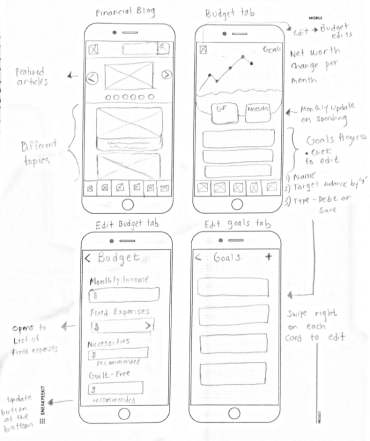 Financial Blog
Featured
articles
Different
topics
Budget tab
MOBILE
edit → Budget
edits
Goals
Net worth
change per
month
GF
Monthly update
on spending
Goals Progress
• Click
to edit
1) Name
2) Target balance by
3) Type - Debt or
Save
Edit Budget tab
< Budget
Monthly Income
$
Fixed Expenses
$ >
Necessities
$
recommended
Guilt-Free
$
recommended
Opens to
List of
fixed expenses
Update
button
at the
bottom
SNEAKPEEKIT
Edit goals tab
< Goals +
Swipe right
on each
Card to edit
PROJECT